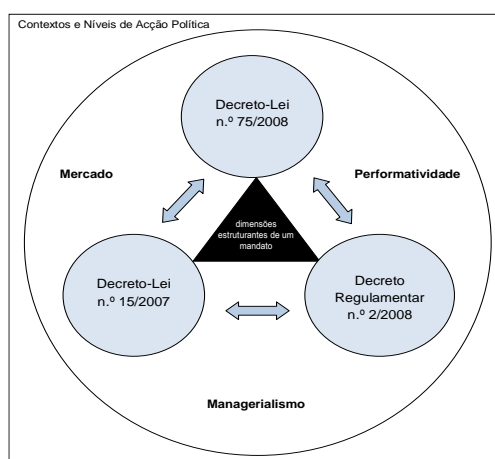 Contextos e Níveis de Acção Política
Decreto-Lei
n.º 75/2008
Mercado
Performatividade
dimensões
estruturantes de um
mandato
Decreto-Lei
n.º 15/2007
Decreto
Regulamentar
n.º 2/2008
Managerialismo